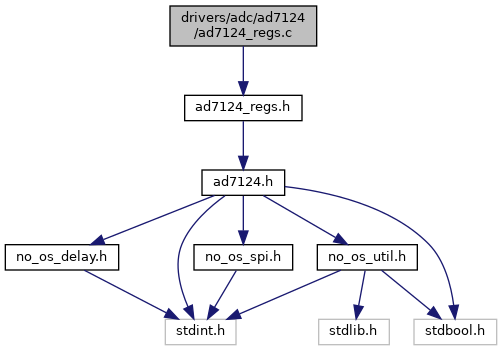 drivers/adc/ad7124
/ad7124_regs.c
ad7124_regs.h
ad7124.h
no_os_delay.h
no_os_spi.h
no_os_util.h
stdint.h
stdlib.h
stdbool.h